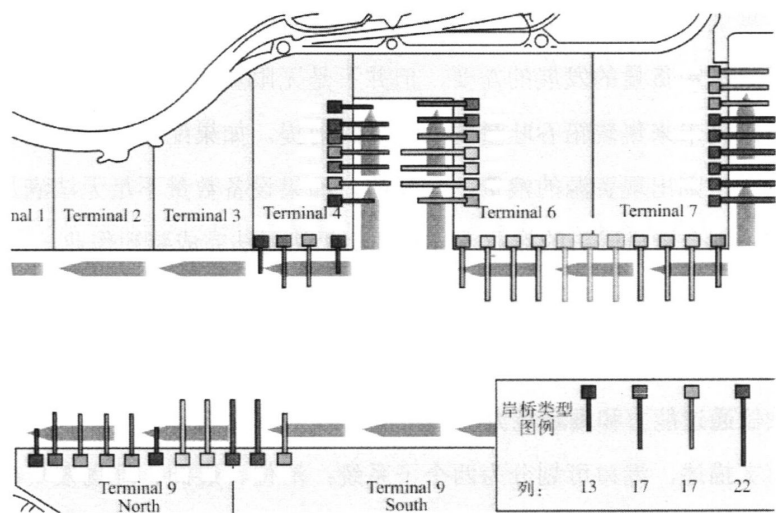 nal 1
Terminal 2
Terminal 3
Terminal 4
Terminal 6
Terminal 7
Terminal 9
North
Terminal 9
South
岸桥类型
图例
列:
13
17
17
22